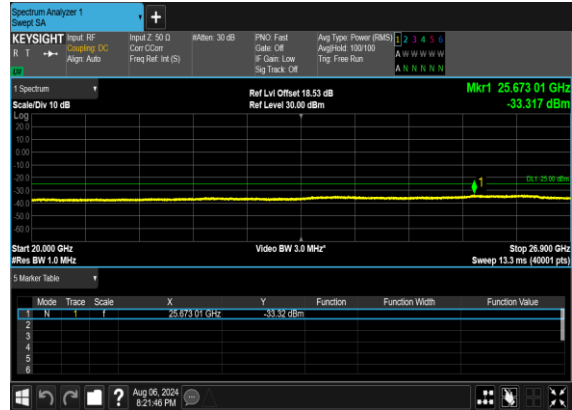 Spectrum Analyzer 1
Swept SA
+
KEYSIGHT Input: RF Input Z: 50 Ω #Atten: 30 dB PNO: Fast Avg Type: Power (RMS) 1 2 3 4 5 6
R T Coupling: DC Corr CCorr Gate: Off Avg|Hold: 100/100 A W W W W W
Align: Auto Freq Ref: Int (S) IF Gain: Low Trig: Free Run
Sig Track: Off A N N N N N
1 Spectrum Ref Lvl Offset 18.53 dB Mkr1 25.673 01 GHz
Scale/Div 10 dB Ref Level 30.00 dBm -33.317 dBm
Log
20.0
10.0
0.00
-10.0
-20.0 1 DL1 -25.00 dBm
-30.0
-40.0
-50.0
-60.0
Start 20.000 GHz Video BW 3.0 MHz* Stop 26.900 GHz
#Res BW 1.0 MHz Sweep 13.3 ms (40001 pts)
5 Marker Table
Mode Trace Scale X Y Function Function Width Function Value
1 N 1 f 25.673 01 GHz -33.32 dBm
2
3
4
5
6
? Aug 06, 2024
8:21:46 PM